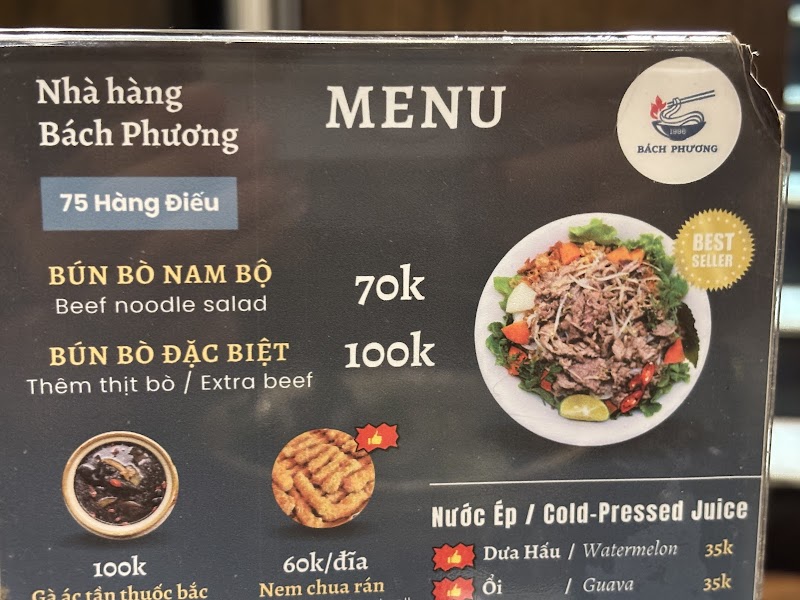 Nhà hàng
Bách Phương
MENU
1986
BÁCH PHƯƠNG
75 Hàng Điếu
BÚN BÒ NAM BỘ
Beef noodle salad
70k
BEST
SELLER
BÚN BÒ ĐẶC BIỆT
Thêm thịt bò / Extra beef
100k
100k
Gà ác tần thuốc bắc
60k/đĩa
Nem chua rán
Nước Ép / Cold-Pressed Juice
Dưa Hấu / Watermelon 35k
Ổi / Guava 35k